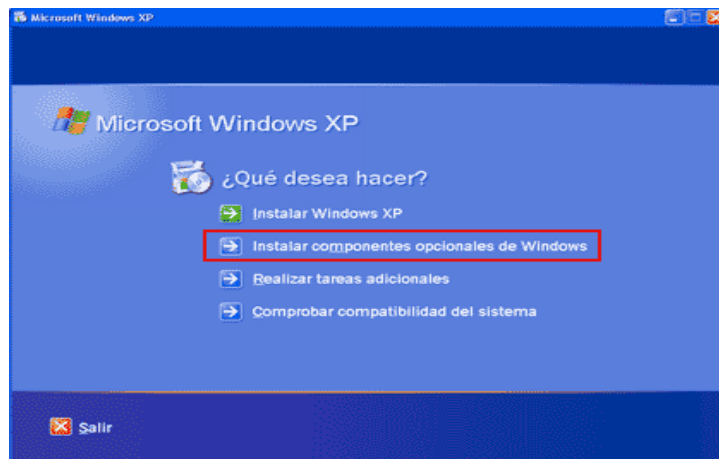 Microsoft Windows XP
Microsoft Windows XP
¿Qué desea hacer?
Instalar Windows XP
Instalar componentes opcionales de Windows
Realizar tareas adicionales
Comprobar compatibilidad del sistema
Salir